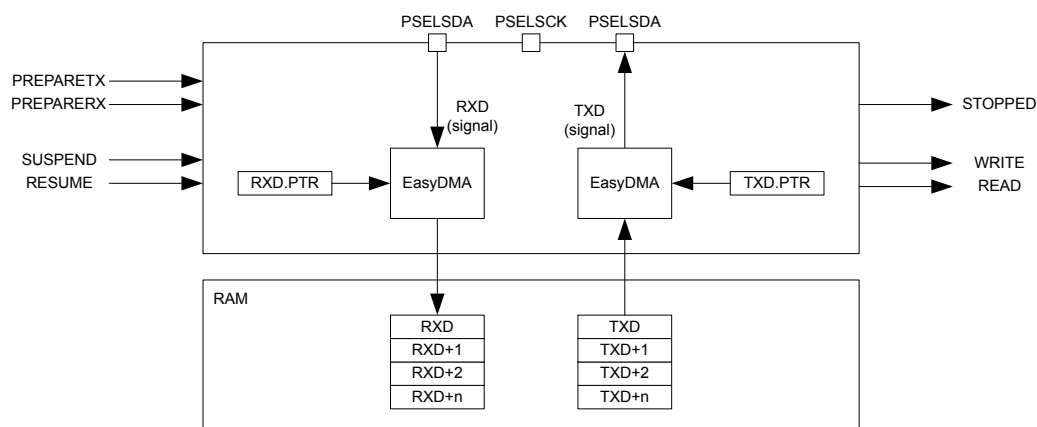 PSELSDA PSELSCK PSELSDA
PREPARETX
PREPARERX
RXD
(signal)
TXD
(signal)
STOPPED
SUSPEND
RESUME
RXD.PTR
EasyDMA
EasyDMA
TXD.PTR
WRITE
READ
RAM
RXD
RXD+1
RXD+2
RXD+n
TXD
TXD+1
TXD+2
TXD+n